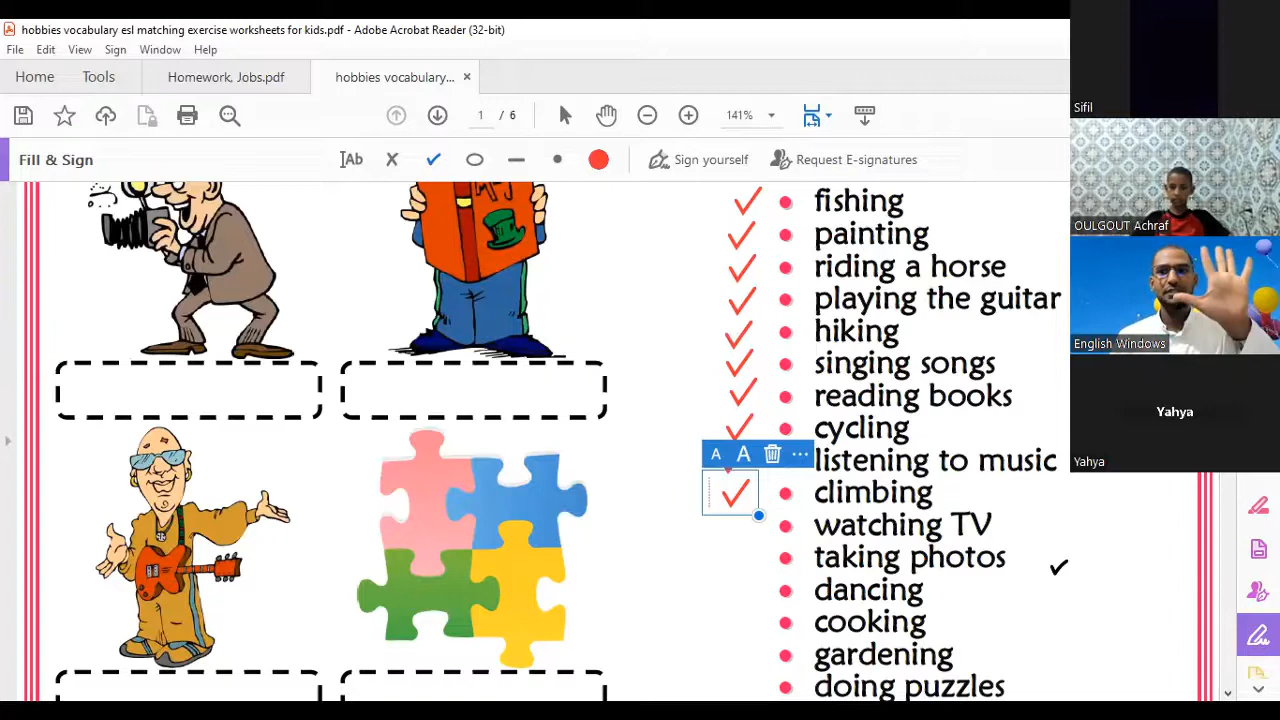 hobbies vocabulary esl matching exercise worksheets for kids.pdf - Adobe Acrobat Reader (32-bit)
File Edit View Sign Window Help
Home Tools Homework, Jobs.pdf hobbies vocabulary... ×
1 / 6 141%
Fill & Sign Ab Sign yourself Request E-signatures
fishing
painting
riding a horse
playing the guitar
hiking
singing songs
reading books
cycling
A A
listening to music
climbing
watching TV
taking photos
dancing
cooking
gardening
doing puzzles
Sifil
OULGOUT Achraf
English Windows
Yahya
Yahya